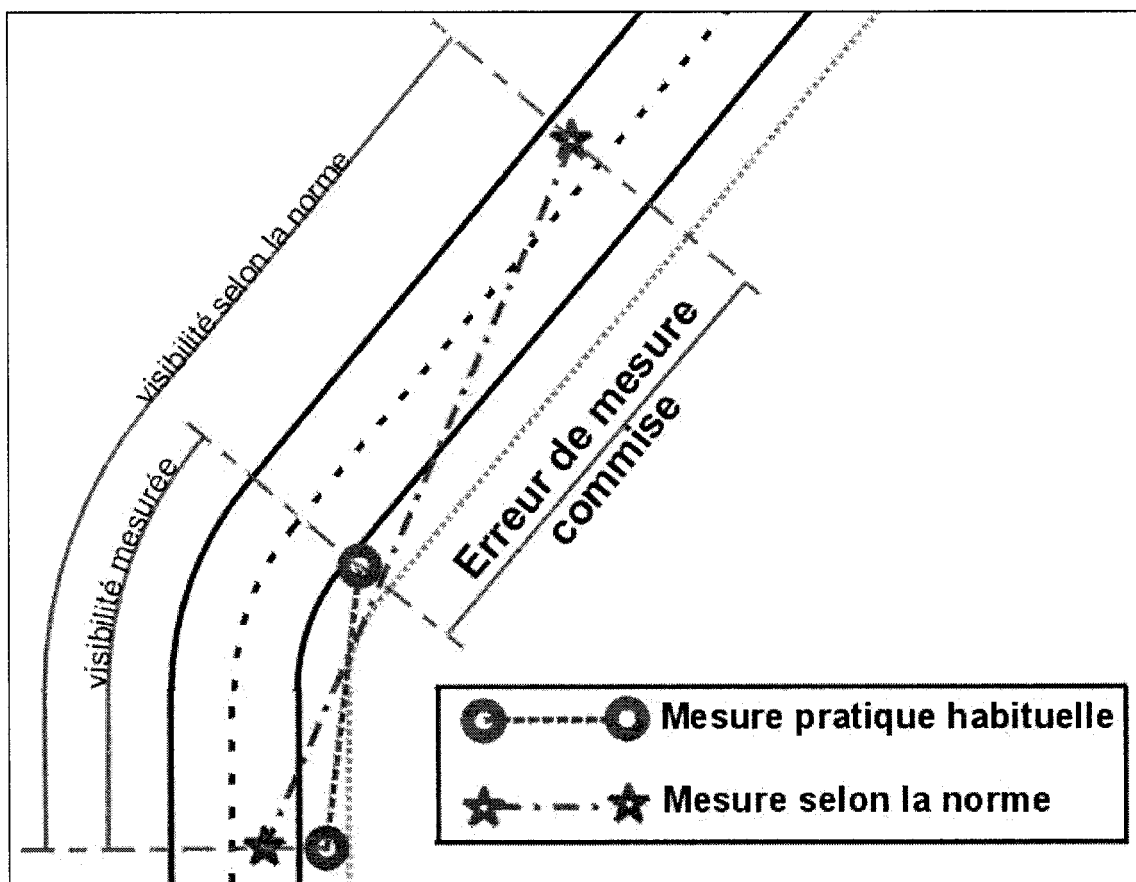 visibilité selon la norme
visibilité mesurée
Erreur de mesure
commise
Mesure pratique habituelle
Mesure selon la norme